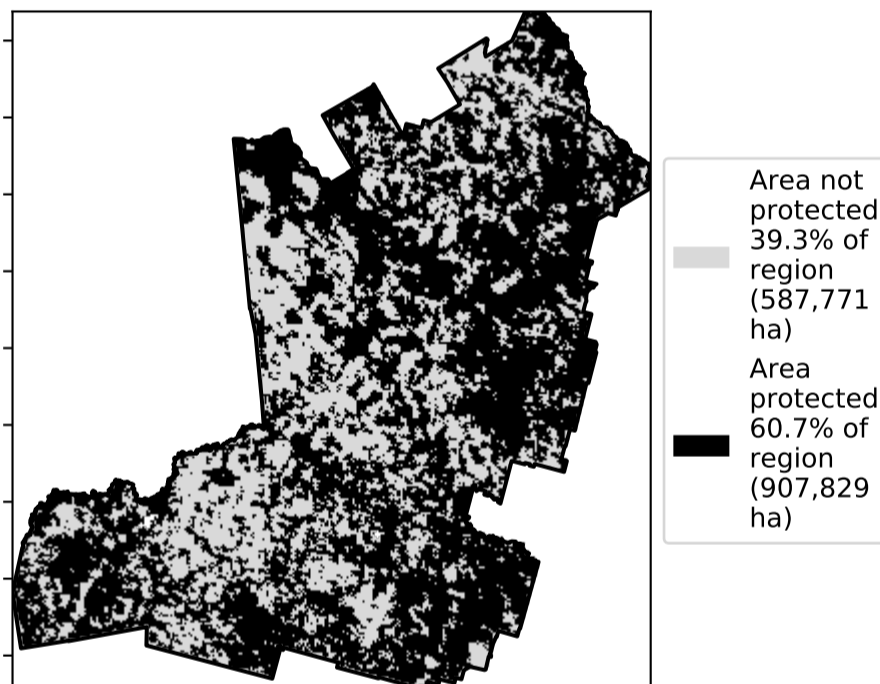 Area not
protected
39.3% of
region
(587,771
ha)
Area
protected
60.7% of
region
(907,829
ha)